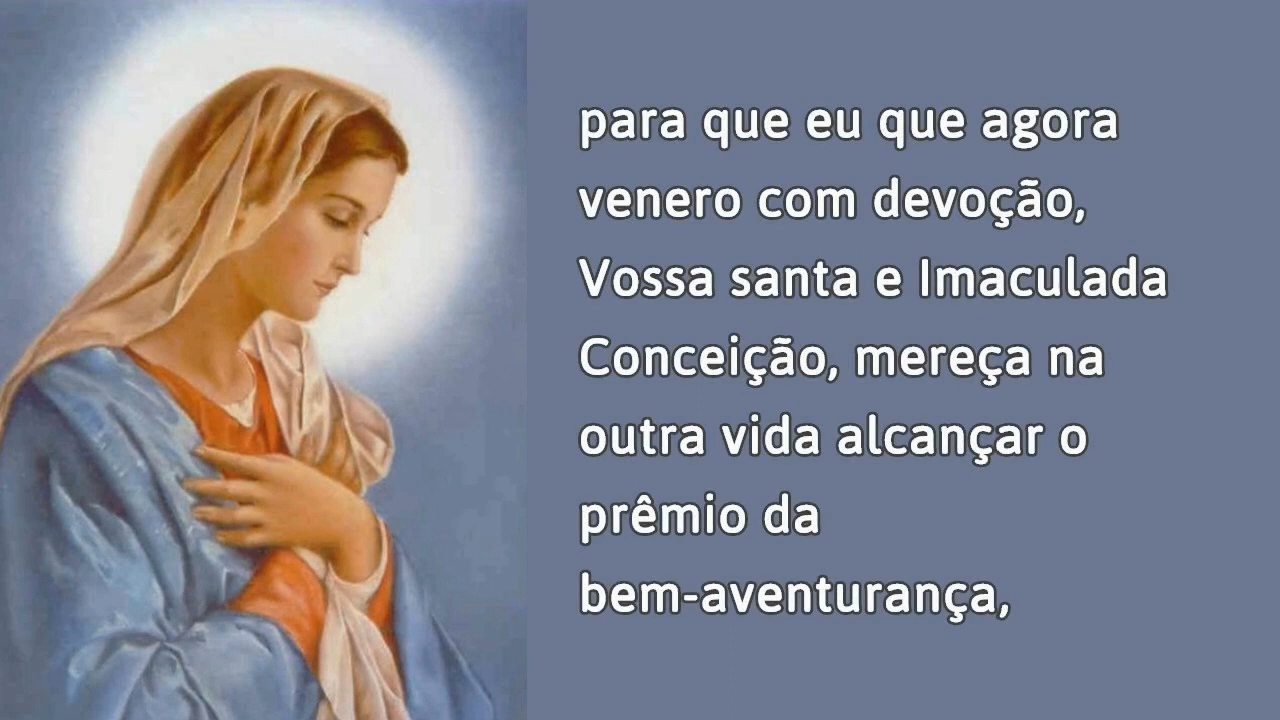 para que eu que agora
venero com devoção,
Vossa santa e Imaculada
Conceição, mereça na
outra vida alcançar o
prêmio da
bem-aventurança,